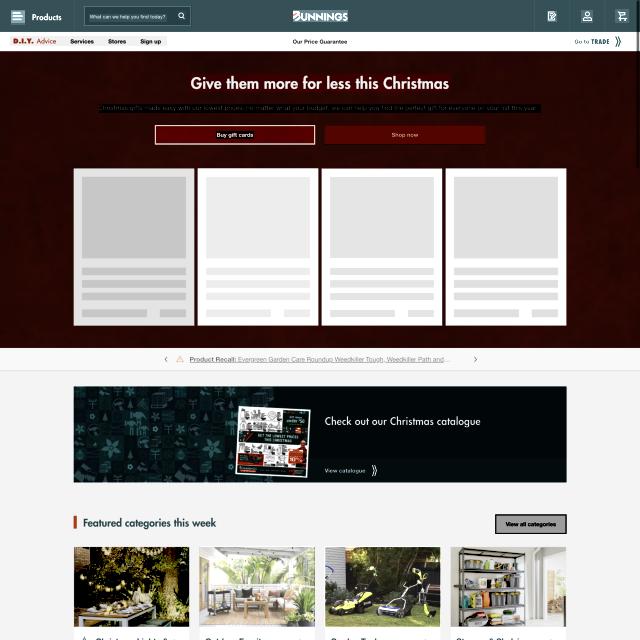 Products
What can we help you find today?
BUNNINGS
D.I.Y. Advice
Services
Stores
Sign up
Our Price Guarantee
Go to TRADE
Give them more for less this Christmas
Christmas gifts made easy with our lowest prices no matter what your budget, we can help you find the perfect gift for everyone on your list this year.
Buy gift cards
Shop now
Product Recall: Evergreen Garden Care Roundup Weedkiller Tough, Weedkiller Path and...
Check out our Christmas catalogue
GET THE LOWEST PRICES
THIS CHRISTMAS
View catalogue
Featured categories this week
View all categories